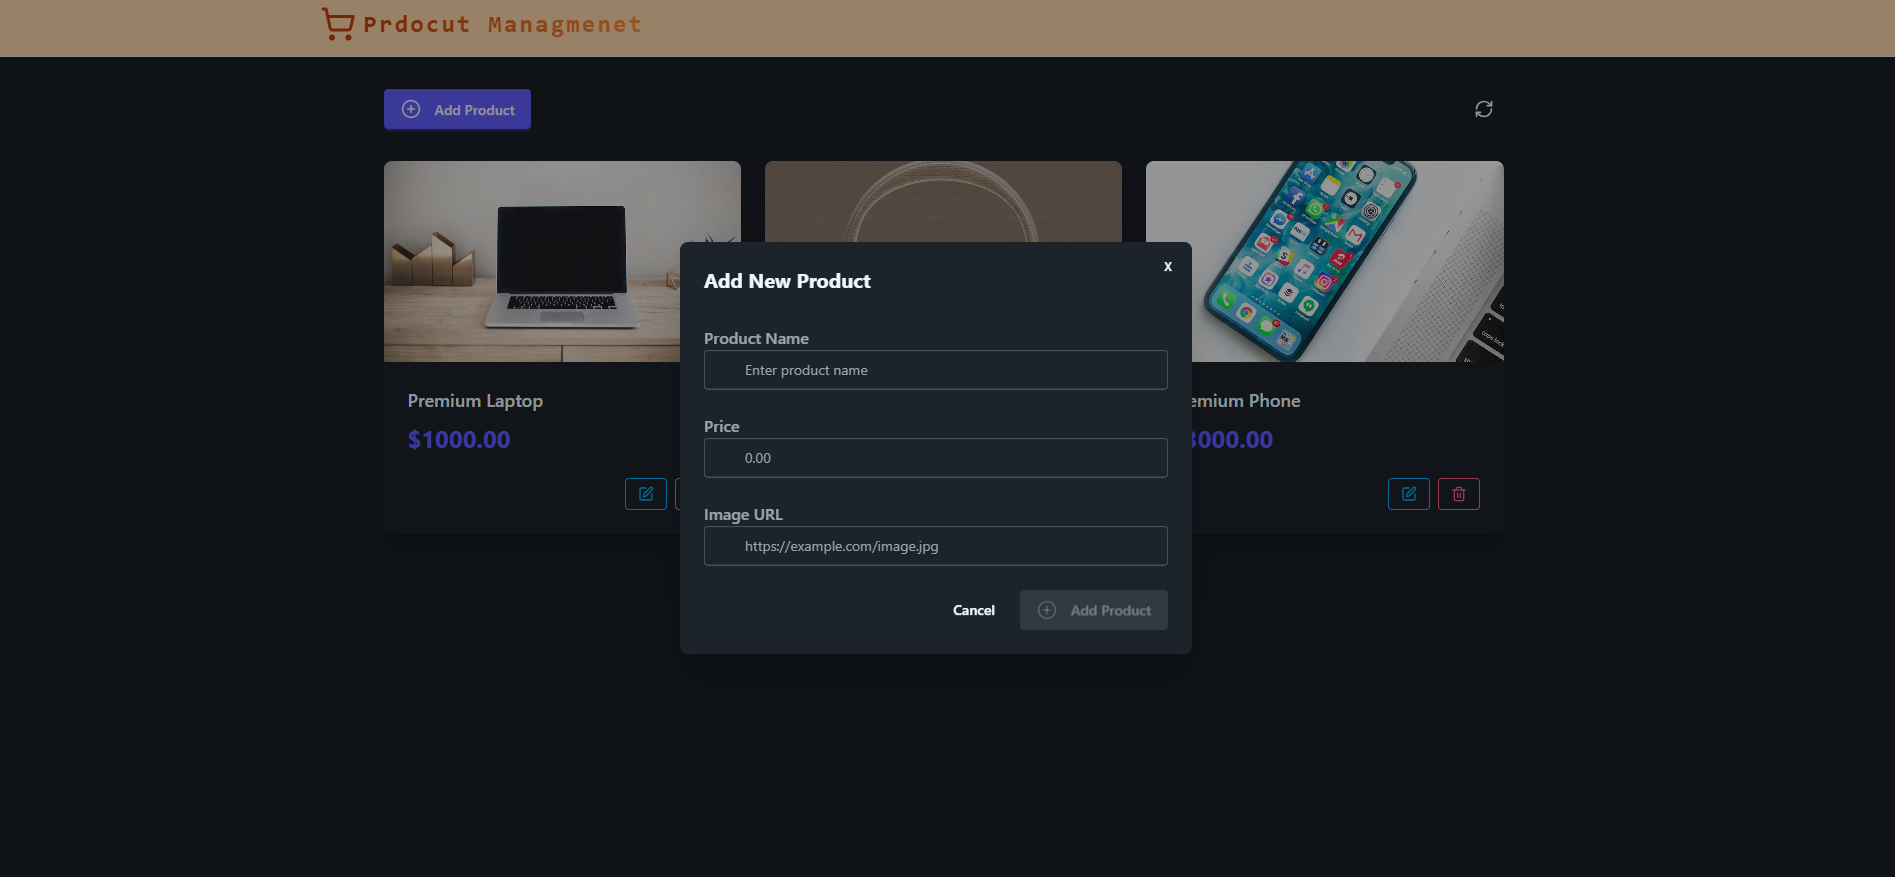 Prdocut Managmenet
Add Product
Premium Laptop
$1000.00
emium Phone
3000.00
Add New Product
X
Product Name
Enter product name
Price
0.00
Image URL
https://example.com/image.jpg
Cancel
Add Product